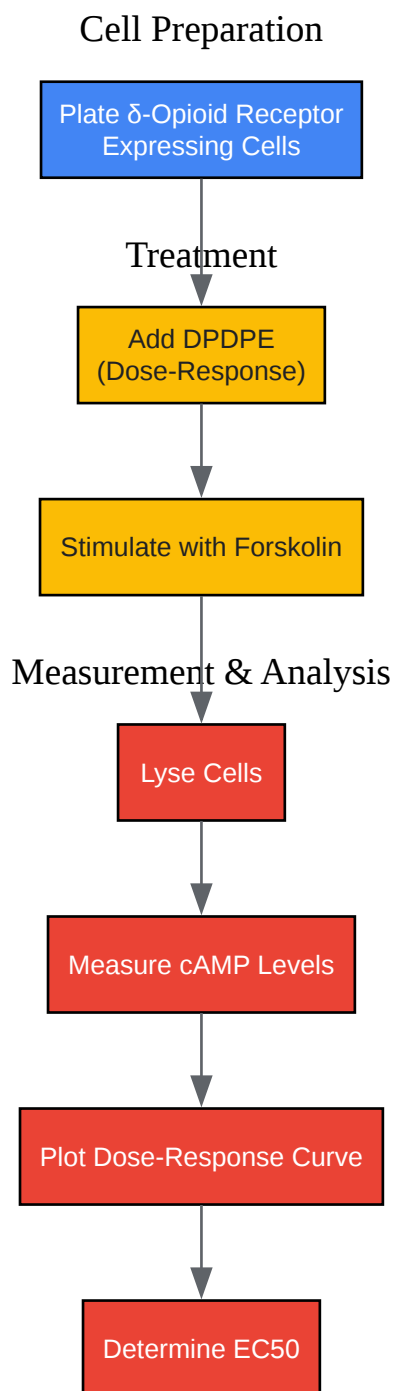 Cell Preparation
Plate δ-Opioid Receptor
Expressing Cells
Treatment
Add DPDPE
(Dose-Response)
Stimulate with Forskolin
Measurement & Analysis
Lyse Cells
Measure cAMP Levels
Plot Dose-Response Curve
Determine EC50